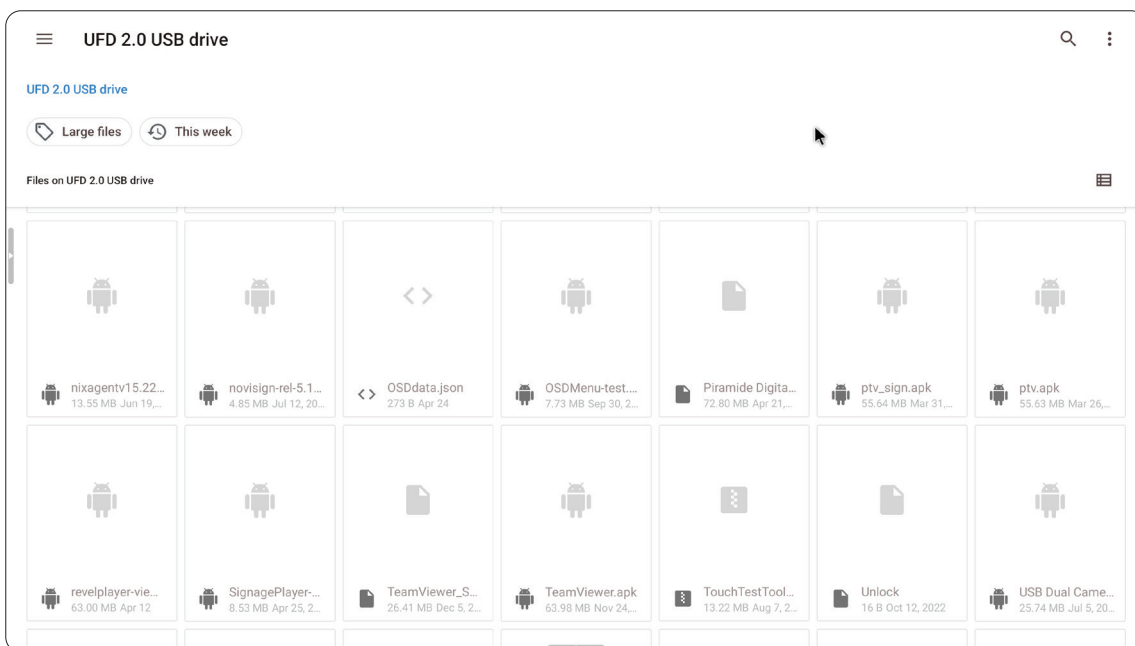 UFD 2.0 USB drive
UFD 2.0 USB drive
Large files
This week
Files on UFD 2.0 USB drive
nixagentv15.22...
13.55 MB Jun 19,...
novisign-rel-5.1...
4.85 MB Jul 12, 20...
OSDdata.json
273 B Apr 24
OSDMenu-test....
7.73 MB Sep 30, 2...
Piramide Digita...
72.80 MB Apr 21,...
ptv_sign.apk
55.64 MB Mar 31,...
ptv.apk
55.63 MB Mar 26,...
revelplayer-vie...
63.00 MB Apr 12
SignagePlayer-...
8.53 MB Apr 25, 2...
TeamViewer_S...
26.41 MB Dec 5, 2...
TeamViewer.apk
63.98 MB Nov 24,...
TouchTestTool...
13.22 MB Aug 7, 2...
Unlock
16 B Oct 12, 2022
USB Dual Came...
25.74 MB Jul 5, 20...